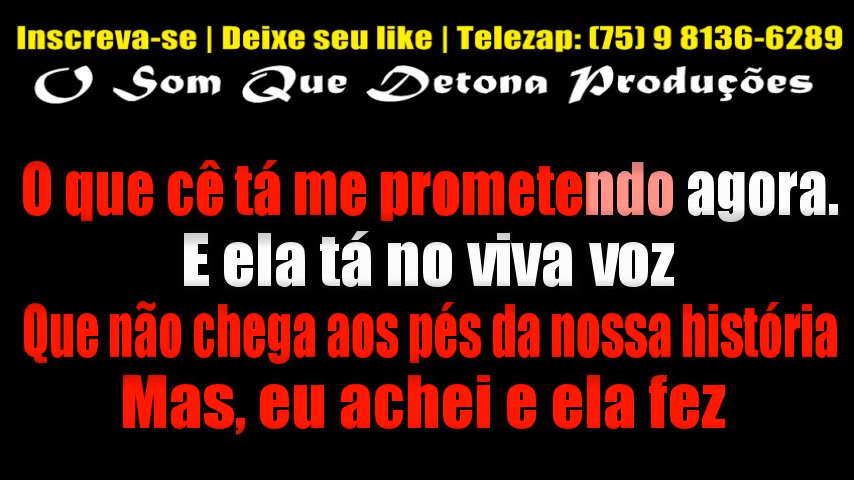 Inscreva-se | Deixe seu like | Telezap: (75) 9 8136-6289
O Som Que Detona Produções
O que cê tá me prometendo agora.
E ela tá no viva voz
Que não chega aos pés da nossa história
Mas, eu achei e ela fez